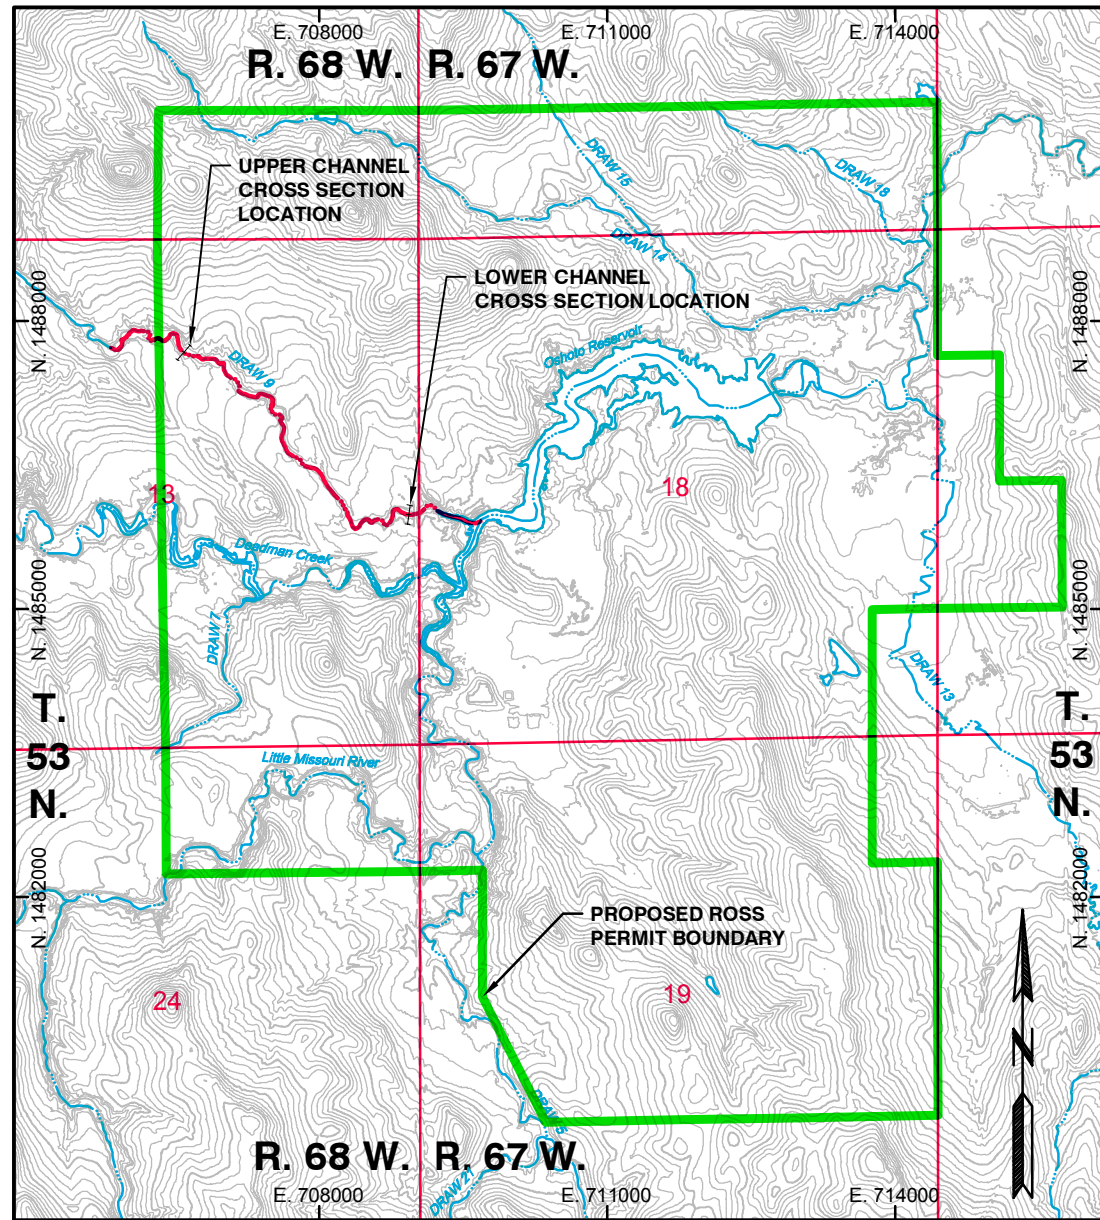 E. 708000
E. 711000
E. 714000
R. 68 W.
R. 67 W.
UPPER CHANNEL
CROSS SECTION
LOCATION
DRAW 15
DRAW 18
DRAW 14
LOWER CHANNEL
CROSS SECTION LOCATION
N. 1488000
N. 1488000
Oshoto Reservoir
DRAW 9
13
18
Deadman Creek
N. 1485000
N. 1485000
DRAW 7
DRAW 13
T.
53
N.
T.
53
N.
Little Missouri River
N. 1482000
N. 1482000
PROPOSED ROSS
PERMIT BOUNDARY
24
19
N
R. 68 W.
R. 67 W.
DRAW 21
E. 708000
E. 711000
E. 714000